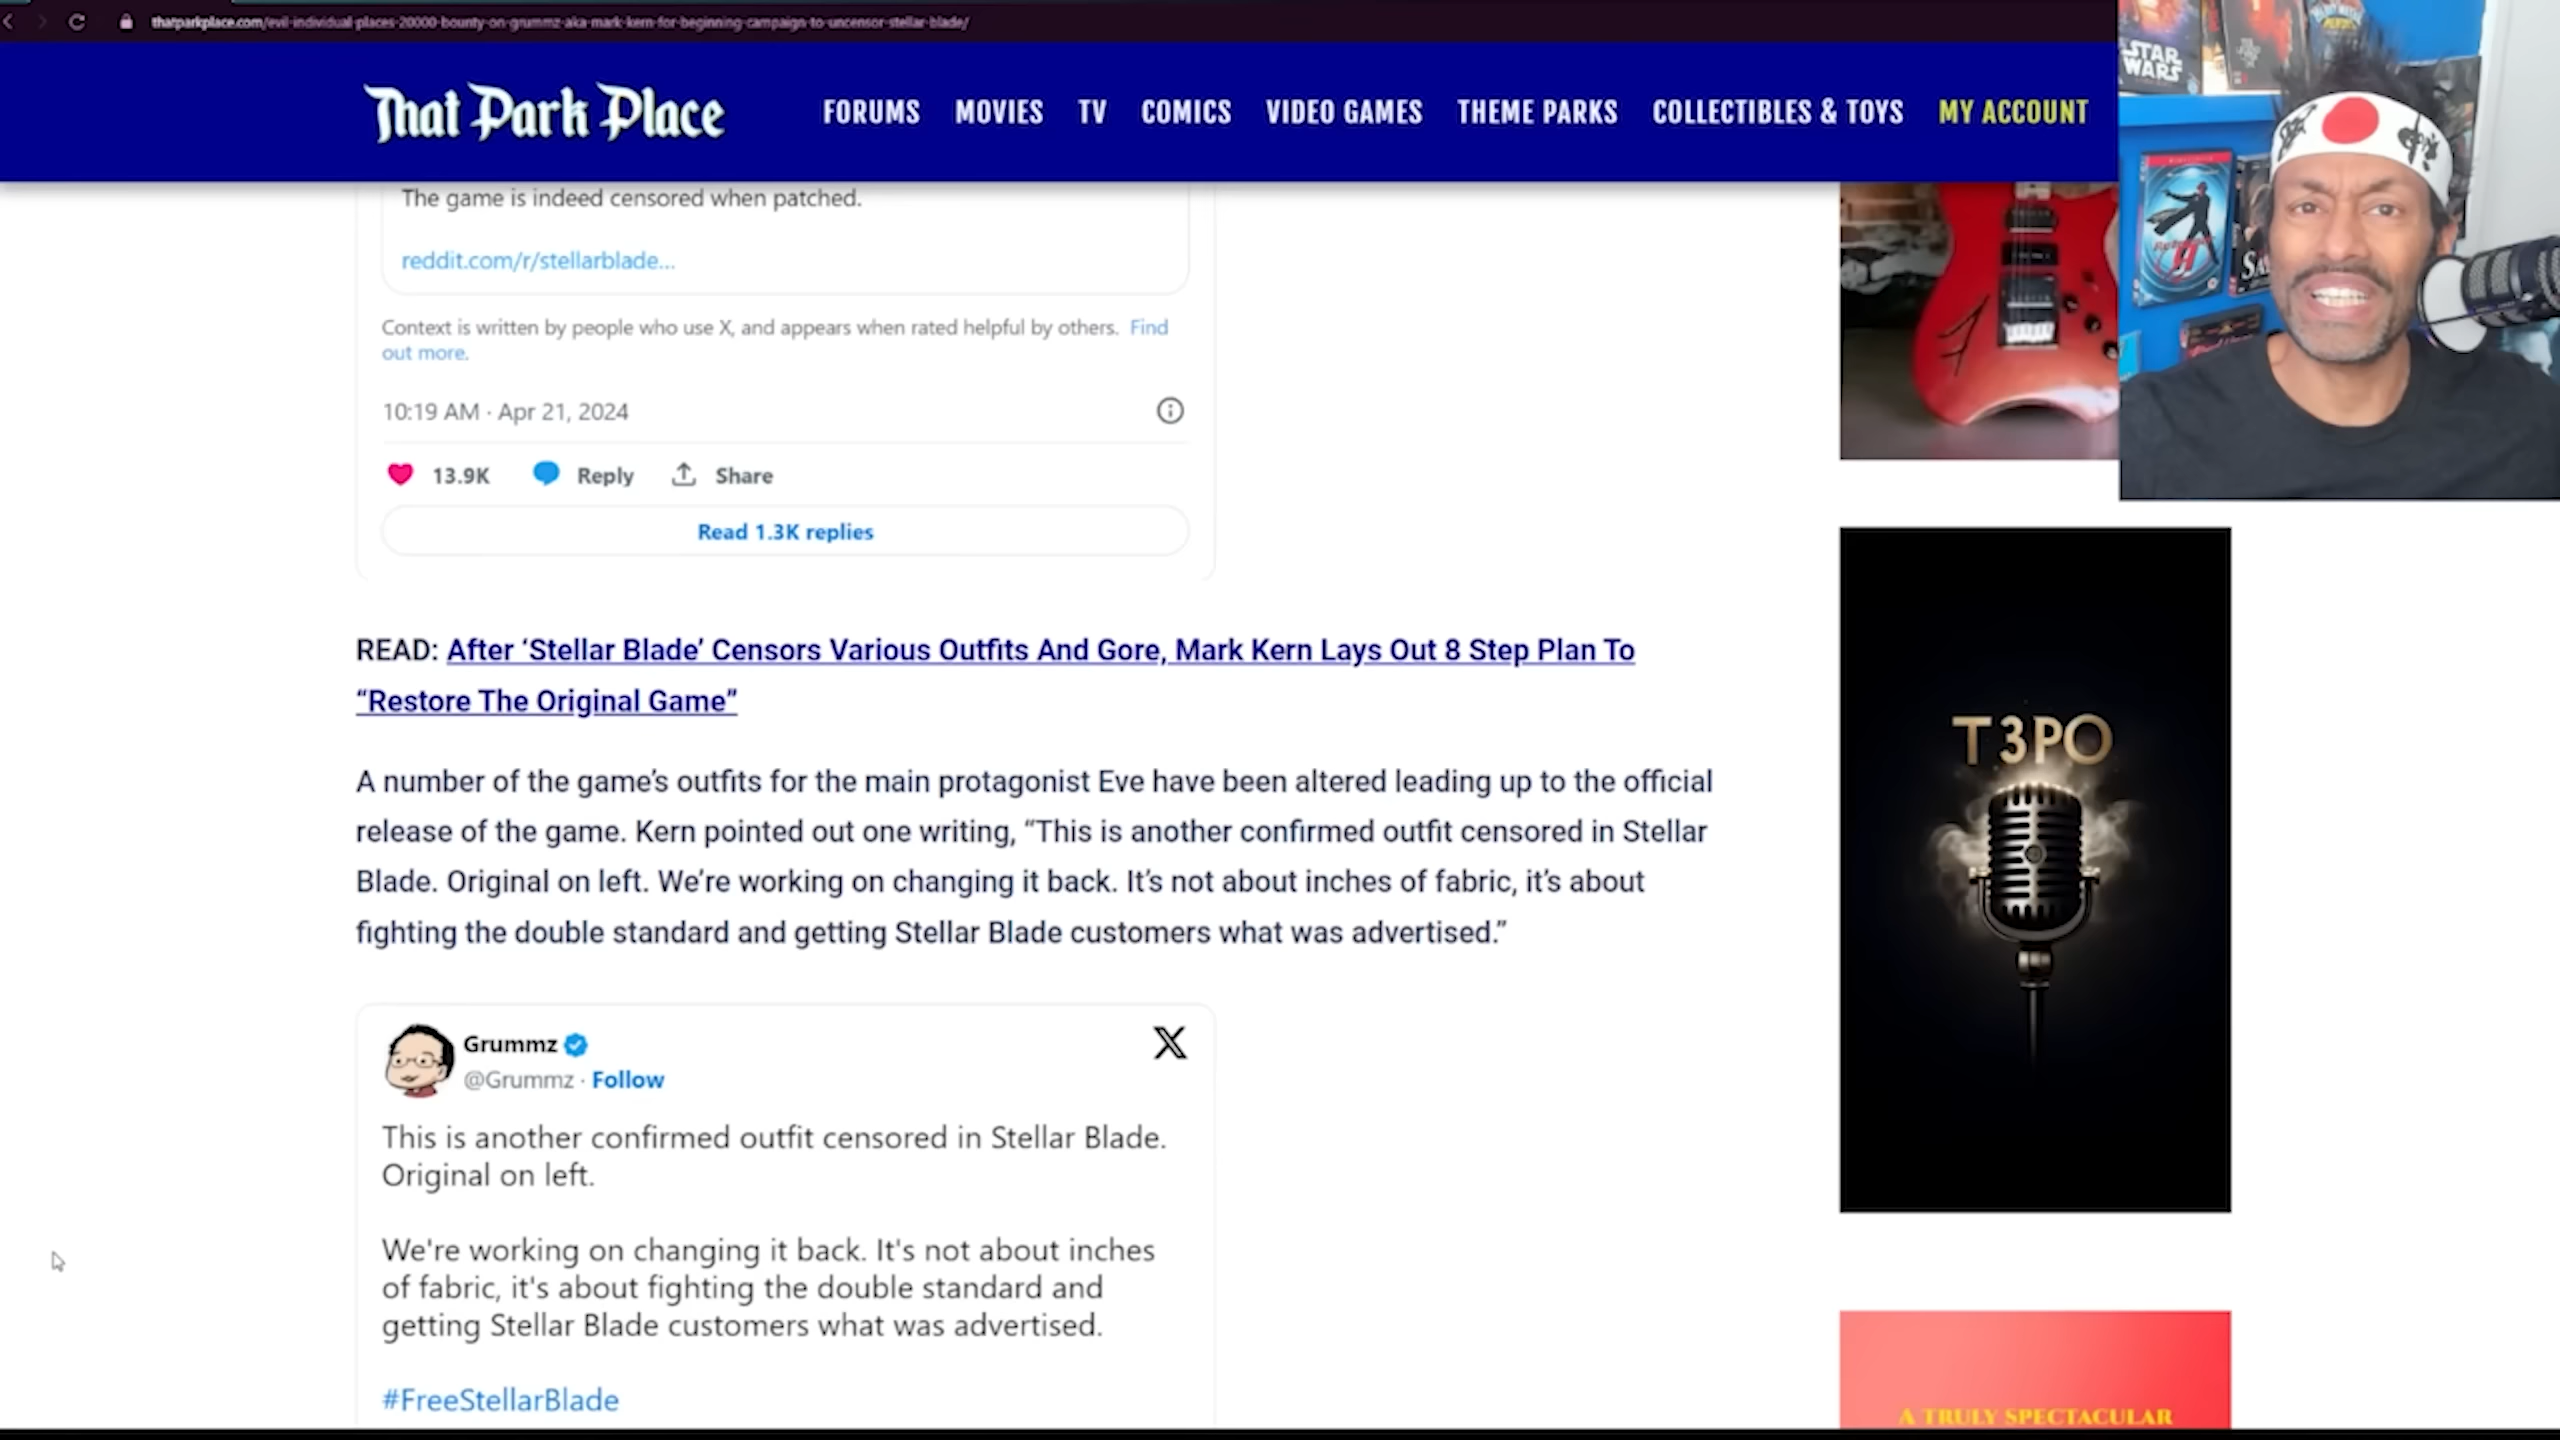 thatparkplace.com/evil-individual-places-20000-bounty-on-grummz-aka-mark-kern-for-beginning-campaign-to-uncensor-stellar-blade/
That Park Place
FORUMS MOVIES TV COMICS VIDEO GAMES THEME PARKS COLLECTIBLES & TOYS MY ACCOUNT
STAR
WARS
The game is indeed censored when patched.
reddit.com/r/stellarblade...
Context is written by people who use X, and appears when rated helpful by others. Find
out more.
10:19 AM · Apr 21, 2024
13.9K Reply Share
Read 1.3K replies
READ: After ‘Stellar Blade’ Censors Various Outfits And Gore, Mark Kern Lays Out 8 Step Plan To
“Restore The Original Game”
A number of the game’s outfits for the main protagonist Eve have been altered leading up to the official
release of the game. Kern pointed out one writing, “This is another confirmed outfit censored in Stellar
Blade. Original on left. We’re working on changing it back. It’s not about inches of fabric, it’s about
fighting the double standard and getting Stellar Blade customers what was advertised.”
T3PO
Grummz
@Grummz · Follow
This is another confirmed outfit censored in Stellar Blade.
Original on left.
We're working on changing it back. It's not about inches
of fabric, it's about fighting the double standard and
getting Stellar Blade customers what was advertised.
#FreeStellarBlade
A TRULY SPECTACULAR